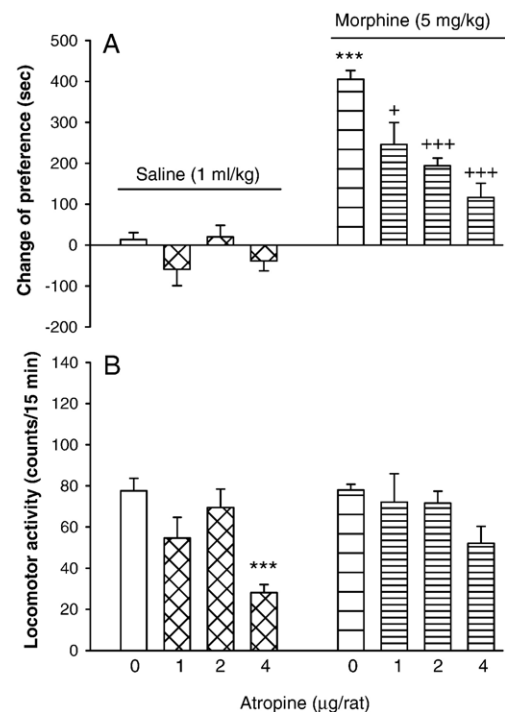 Morphine (5 mg/kg)
A
500
400
300
200
100
0
-100
-200
Change of preference (sec)
Saline (1 ml/kg)
***
+
+++
+++
B
140
120
100
80
60
40
20
0
Locomotor activity (counts/15 min)
***
0 1 2 4 0 1 2 4
Atropine (μg/rat)